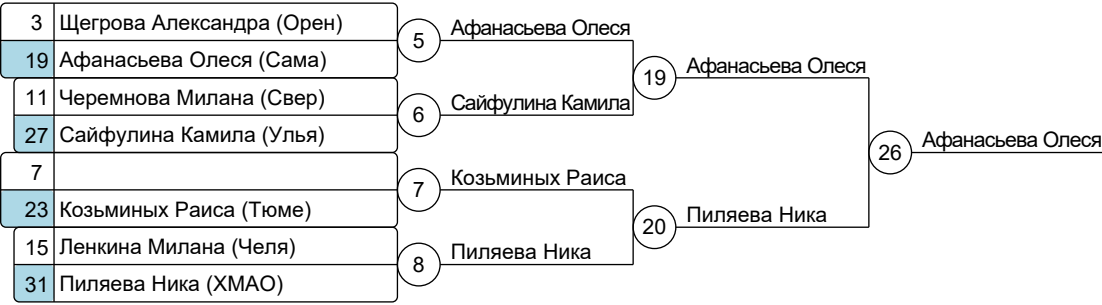 3 Щегрова Александра (Орен)
19 Афанасьева Олеся (Сама)
11 Черемнова Милана (Свер)
27 Сайфулина Камила (Улья)
7
23 Козьминых Раиса (Тюме)
15 Ленкина Милана (Челя)
31 Пиляева Ника (ХМАО)
5 Афанасьева Олеся
6 Сайфулина Камила
7 Козьминых Раиса
8 Пиляева Ника
19 Афанасьева Олеся
20 Пиляева Ника
26 Афанасьева Олеся